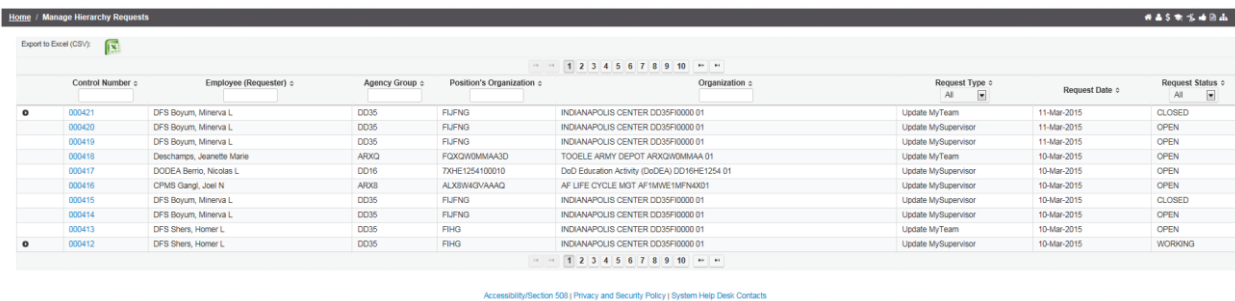 Home / Manage Hierarchy Requests
Export to Excel (CSV):
1 2 3 4 5 6 7 8 9 10
Control Number Employee (Requester) Agency Group Position's Organization Organization Request Type Request Date Request Status
All All
000421 DFS Boyum, Minerva L DD35 FIJFNG INDIANAPOLIS CENTER DD35FI0000 01 Update MyTeam 11-Mar-2015 CLOSED
000420 DFS Boyum, Minerva L DD35 FIJFNG INDIANAPOLIS CENTER DD35FI0000 01 Update MySupervisor 11-Mar-2015 OPEN
000419 DFS Boyum, Minerva L DD35 FIJFNG INDIANAPOLIS CENTER DD35FI0000 01 Update MySupervisor 11-Mar-2015 OPEN
000418 Deschamps, Jeanette Marie ARXQ FQXQW0MMAA3D TOOELE ARMY DEPOT ARXQW0MMAA 01 Update MyTeam 10-Mar-2015 OPEN
000417 DODEA Berrio, Nicolas L DD16 7XHE1254100010 DoD Education Activity (DoDEA) DD16HE1254 01 Update MySupervisor 10-Mar-2015 OPEN
000416 CPMS Gangl, Joel N ARX8 ALX8W4GVAAAQ AF LIFE CYCLE MGT AF1MWE1MFN4X01 Update MySupervisor 10-Mar-2015 OPEN
000415 DFS Boyum, Minerva L DD35 FIJFNG INDIANAPOLIS CENTER DD35FI0000 01 Update MySupervisor 10-Mar-2015 CLOSED
000414 DFS Boyum, Minerva L DD35 FIJFNG INDIANAPOLIS CENTER DD35FI0000 01 Update MySupervisor 10-Mar-2015 OPEN
000413 DFS Shers, Homer L DD35 FIHG INDIANAPOLIS CENTER DD35FI0000 01 Update MyTeam 10-Mar-2015 OPEN
000412 DFS Shers, Homer L DD35 FIHG INDIANAPOLIS CENTER DD35FI0000 01 Update MySupervisor 10-Mar-2015 WORKING
1 2 3 4 5 6 7 8 9 10
Accessibility/Section 508 | Privacy and Security Policy | System Help Desk Contacts